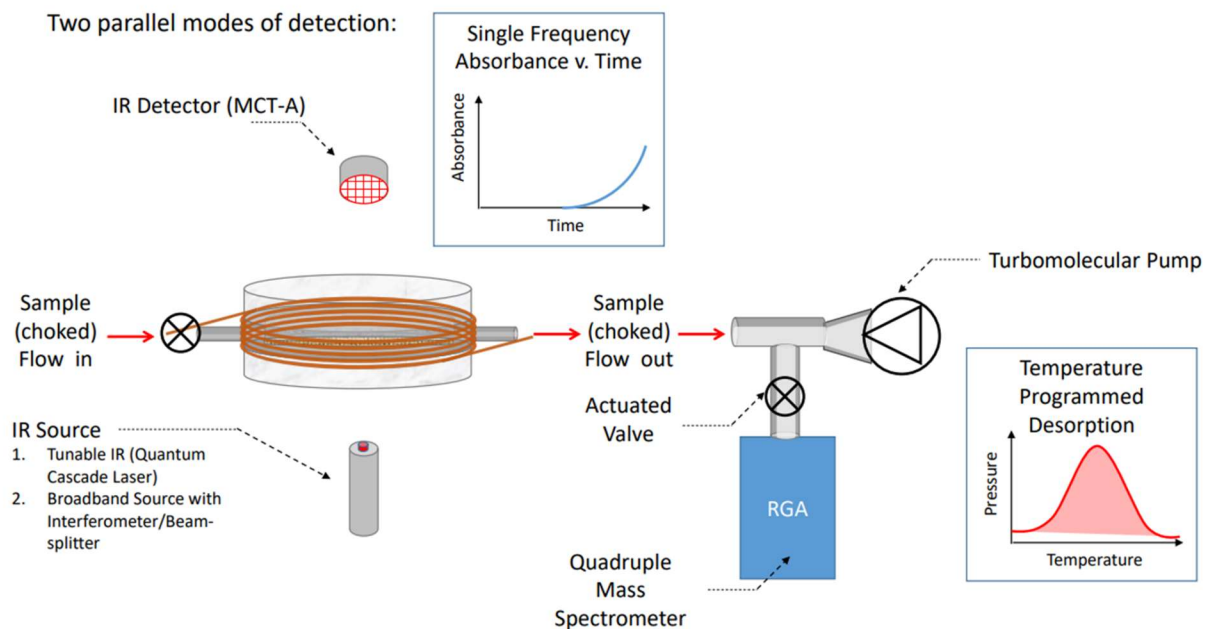 Two parallel modes of detection:
IR Detector (MCT-A)
Single Frequency
Absorbance v. Time
Absorbance
Time
Sample
(choked)
Flow in
Sample
(choked)
Flow out
Turbomolecular Pump
Actuated
Valve
IR Source
1. Tunable IR (Quantum
Cascade Laser)
2. Broadband Source with
Interferometer/Beam-
splitter
RGA
Quadruple
Mass
Spectrometer
Temperature
Programmed
Desorption
Pressure
Temperature